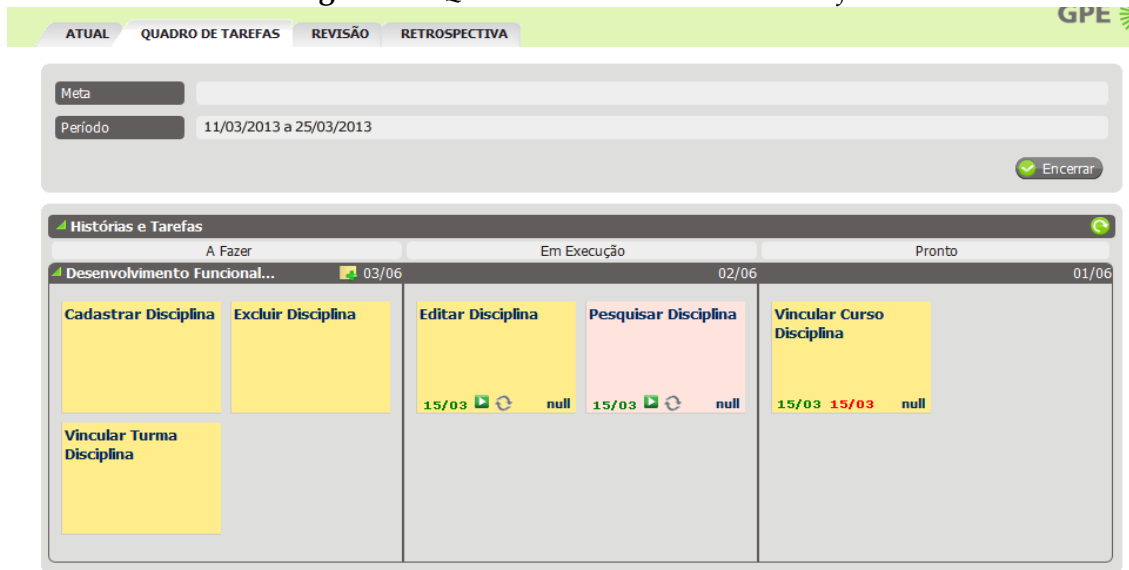 GPE
ATUAL QUADRO DE TAREFAS REVISÃO RETROSPECTIVA
Meta
Período 11/03/2013 a 25/03/2013
Encerrar
Histórias e Tarefas
A Fazer Em Execução Pronto
Desenvolvimento Funcional... 03/06 02/06 01/06
Cadastrar Disciplina Excluir Disciplina Editar Disciplina Pesquisar Disciplina Vincular Curso
Disciplina
15/03 null 15/03 null 15/03 15/03 null
Vincular Turma
Disciplina